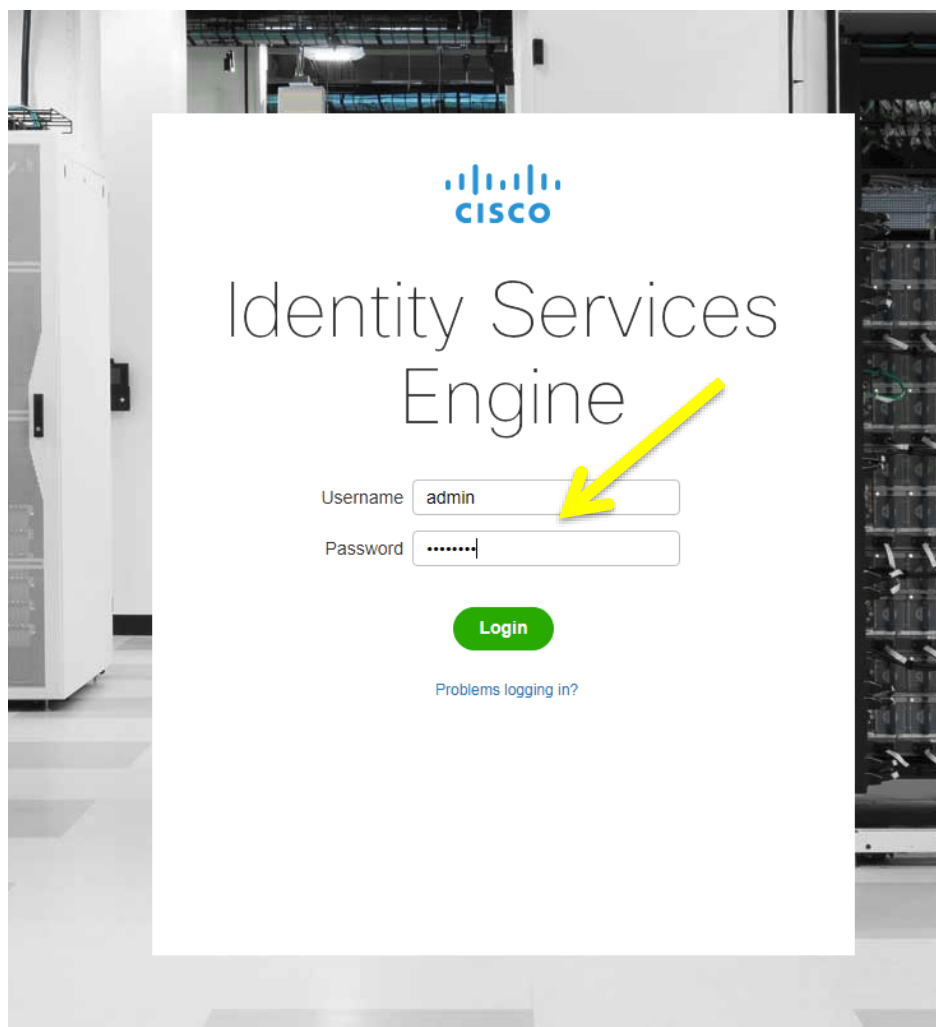 CISCO
Identity Services
Engine
Username admin
Password ••••••••
Login
Problems logging in?